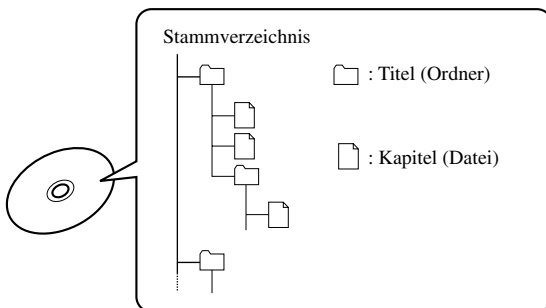 Stammverzeichnis
: Titel (Ordner)
: Kapitel (Datei)